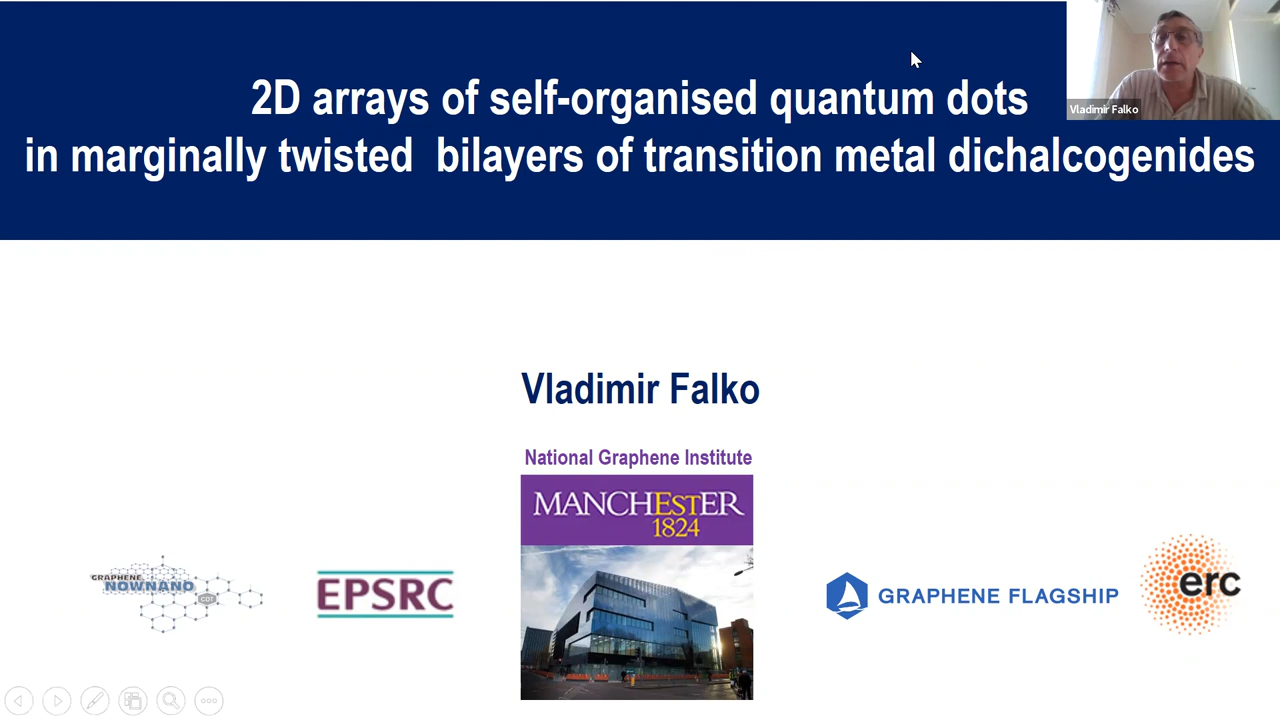 2D arrays of self-organised quantum dots
in marginally twisted bilayers of transition metal dichalcogenides
Vladimir Falko
Vladimir Falko
National Graphene Institute
MANCHESTER
1824
GRAPHENE
NOWNANO
CDT
EPSRC
GRAPHENE FLAGSHIP
erc